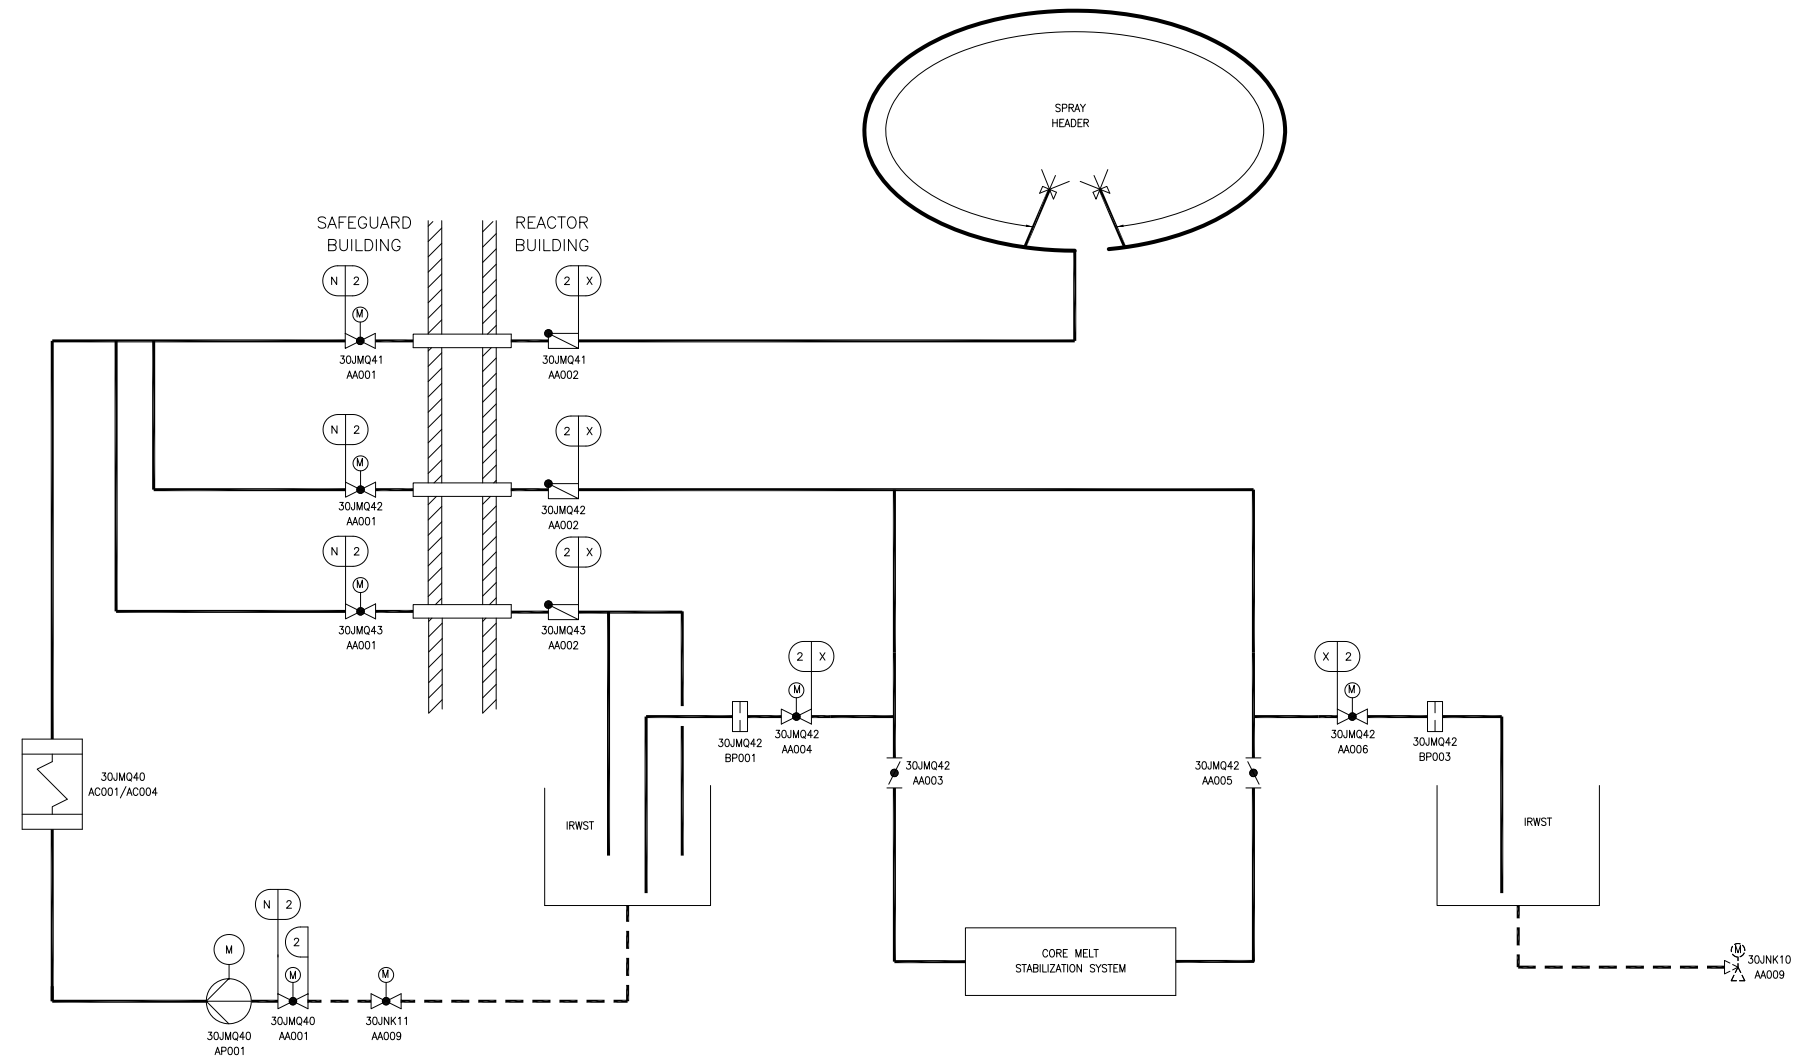 SPRAY
HEADER
SAFEGUARD
BUILDING
REACTOR
BUILDING
N 2
2 X
M
30JMQ41
AA001
30JMQ41
AA002
N 2
2 X
M
30JMQ42
AA001
30JMQ42
AA002
N 2
2 X
M
30JMQ43
AA001
30JMQ43
AA002
2 X
X 2
M
M
30JMQ42
BP001
30JMQ42
AA004
30JMQ42
AA006
30JMQ42
BP003
30JMQ42
AA003
30JMQ42
AA005
30JMQ40
AC001/AC004
IRWST
IRWST
N 2
2
M
M
M
30JMQ40
AP001
30JMQ40
AA001
30JNK11
AA009
CORE MELT
STABILIZATION SYSTEM
M
30JNK10
AA009